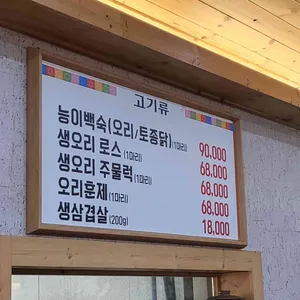 고기류
능이백숙(오리/토종닭)(1마리) 90,000
생오리 로스(1마리) 68,000
생오리 주물럭(1마리) 68,000
오리훈제(1마리) 68,000
생삼겹살(200g) 18,000